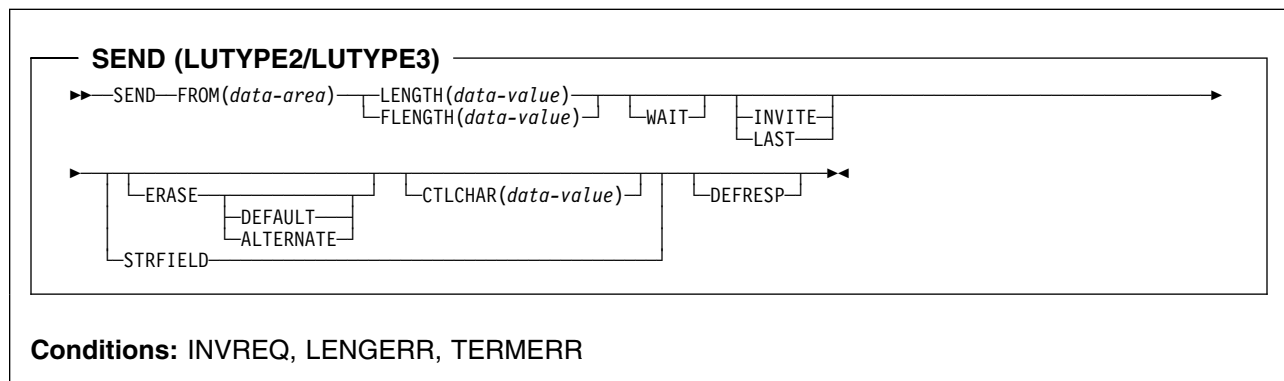 SEND (LUTYPE2/LUTYPE3)
SEND FROM(data-area) LENGTH(data-value)
FLENGTH(data-value) WAIT INVITE
LAST
ERASE CTLCHAR(data-value) DEFRESP
DEFAULT
ALTERNATE
STRFIELD
Conditions: INVREQ, LENGERR, TERMERR